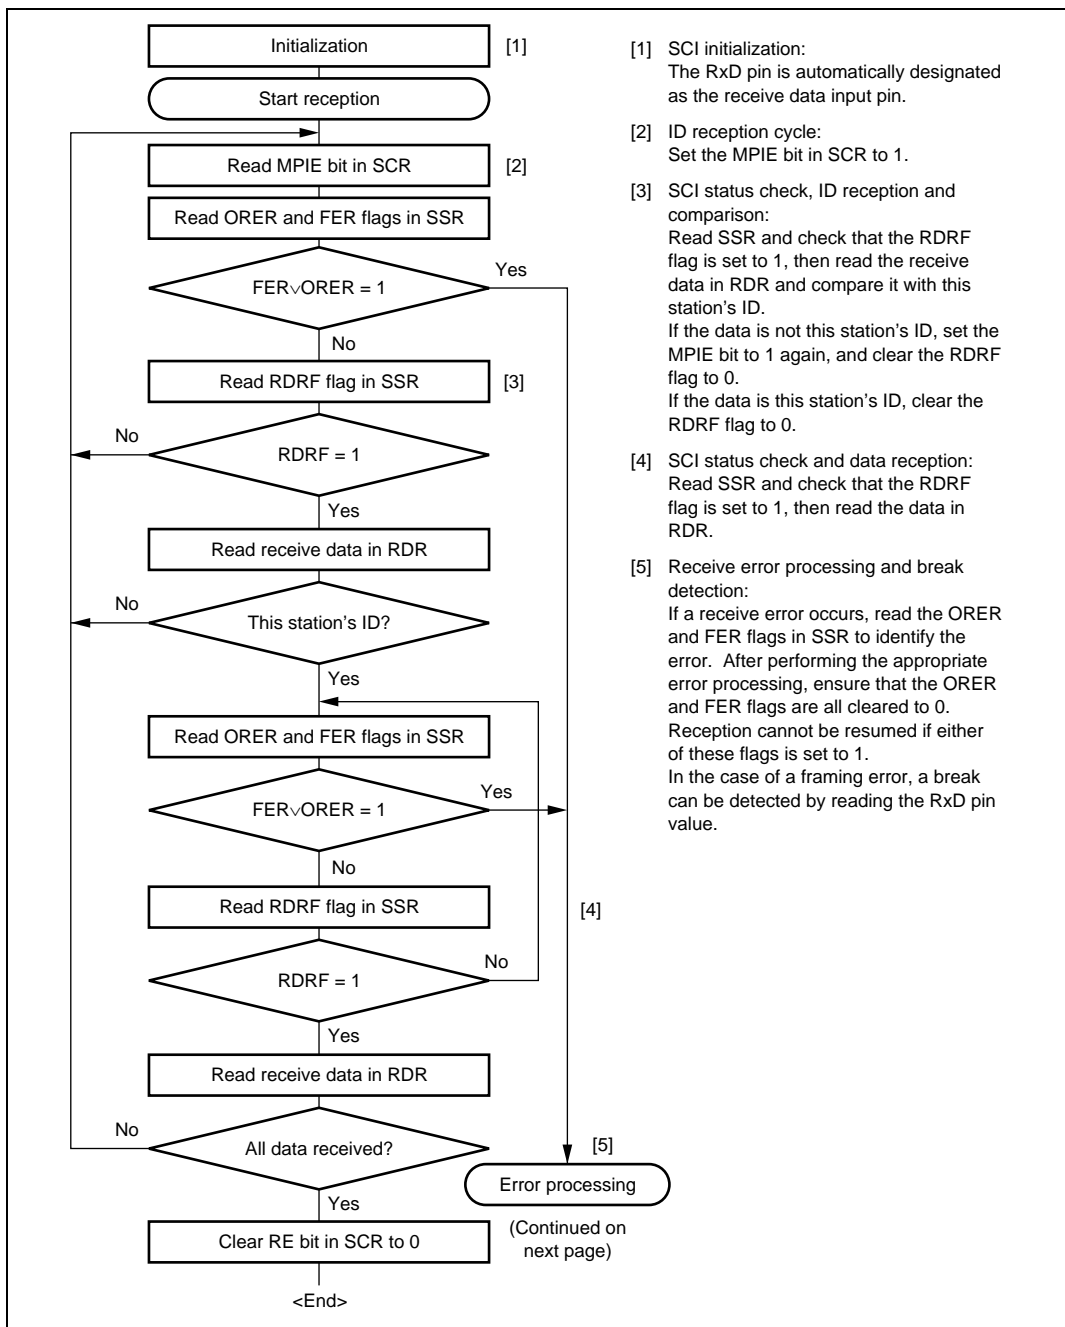 Initialization
[1]
Start reception
Read MPIE bit in SCR
[2]
Read ORER and FER flags in SSR
FER∨ORER = 1
Yes
No
Read RDRF flag in SSR
[3]
No
RDRF = 1
Yes
Read receive data in RDR
No
This station's ID?
Yes
Read ORER and FER flags in SSR
FER∨ORER = 1
Yes
No
Read RDRF flag in SSR
[4]
RDRF = 1
No
Yes
Read receive data in RDR
No
All data received?
[5]
Error processing
Yes
(Continued on
next page)
Clear RE bit in SCR to 0
<End>
[1] SCI initialization:
The RxD pin is automatically designated
as the receive data input pin.
[2] ID reception cycle:
Set the MPIE bit in SCR to 1.
[3] SCI status check, ID reception and
comparison:
Read SSR and check that the RDRF
flag is set to 1, then read the receive
data in RDR and compare it with this
station's ID.
If the data is not this station's ID, set the
MPIE bit to 1 again, and clear the RDRF
flag to 0.
If the data is this station's ID, clear the
RDRF flag to 0.
[4] SCI status check and data reception:
Read SSR and check that the RDRF
flag is set to 1, then read the data in
RDR.
[5] Receive error processing and break
detection:
If a receive error occurs, read the ORER
and FER flags in SSR to identify the
error. After performing the appropriate
error processing, ensure that the ORER
and FER flags are all cleared to 0.
Reception cannot be resumed if either
of these flags is set to 1.
In the case of a framing error, a break
can be detected by reading the RxD pin
value.